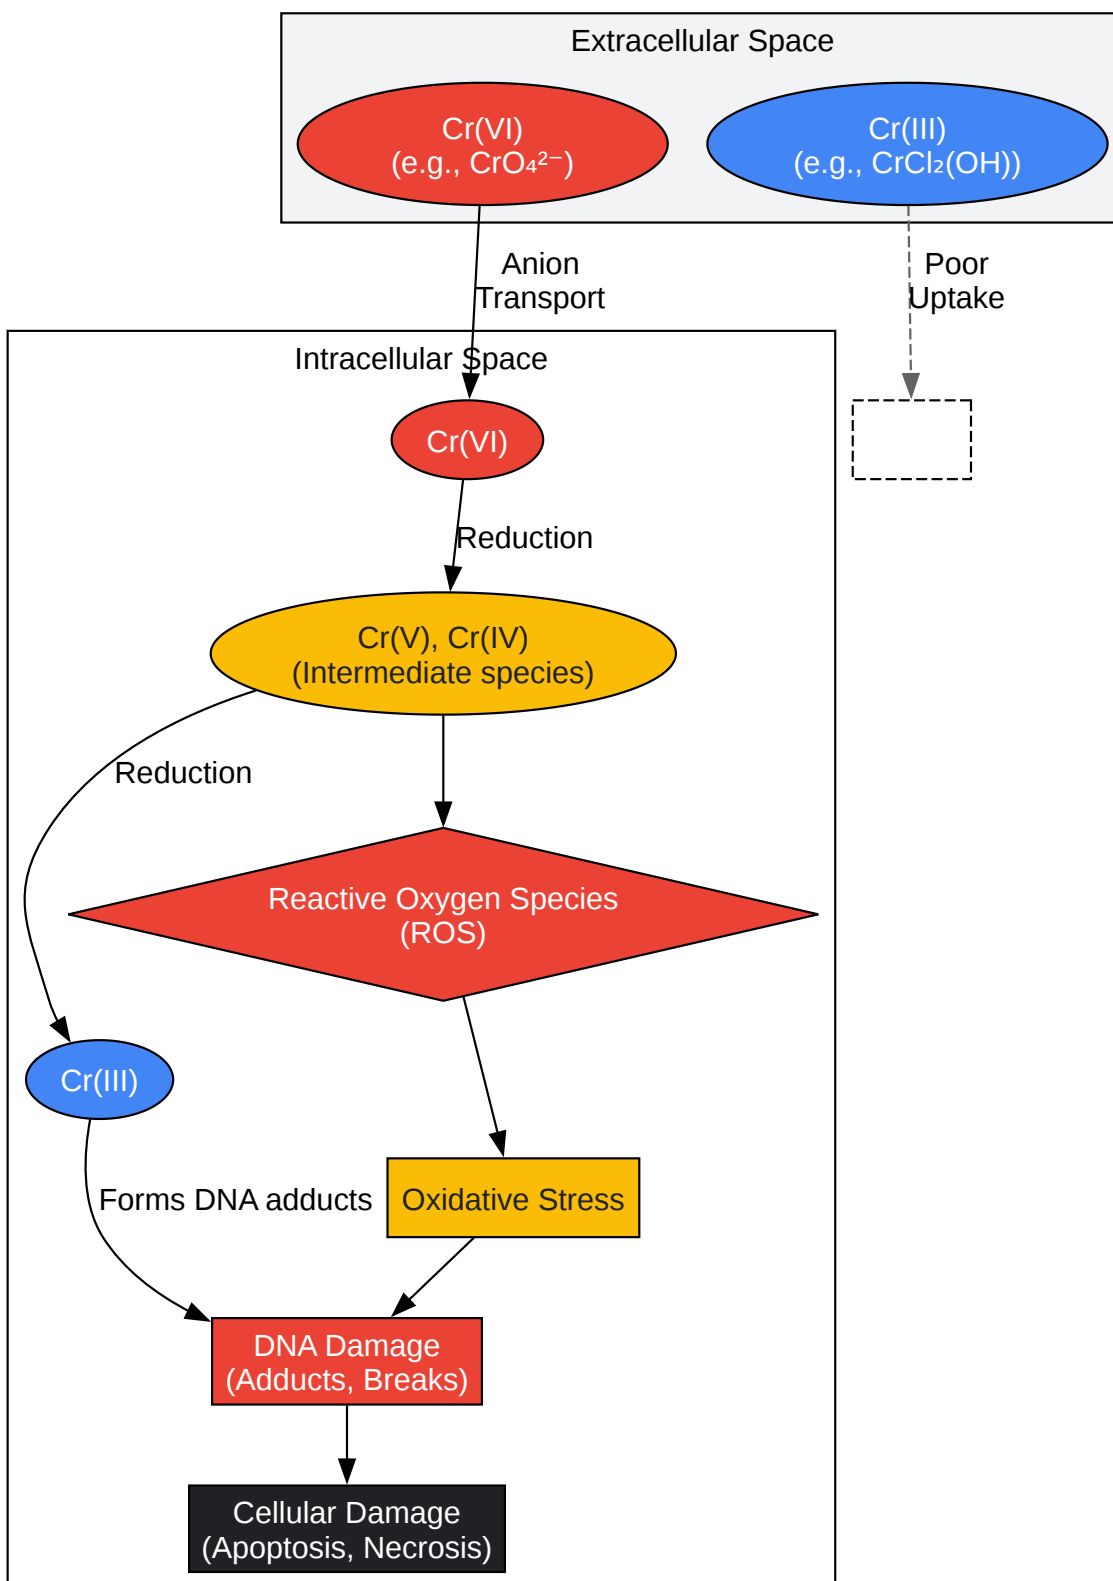 Extracellular Space
Cr(VI)
(e.g., CrO₄²⁻)
Cr(III)
(e.g., CrCl₂(OH))
Anion
Transport
Poor
Uptake
Intracellular Space
Cr(VI)
Reduction
Cr(V), Cr(IV)
(Intermediate species)
Reduction
Reactive Oxygen Species
(ROS)
Cr(III)
Forms DNA adducts
Oxidative Stress
DNA Damage
(Adducts, Breaks)
Cellular Damage
(Apoptosis, Necrosis)